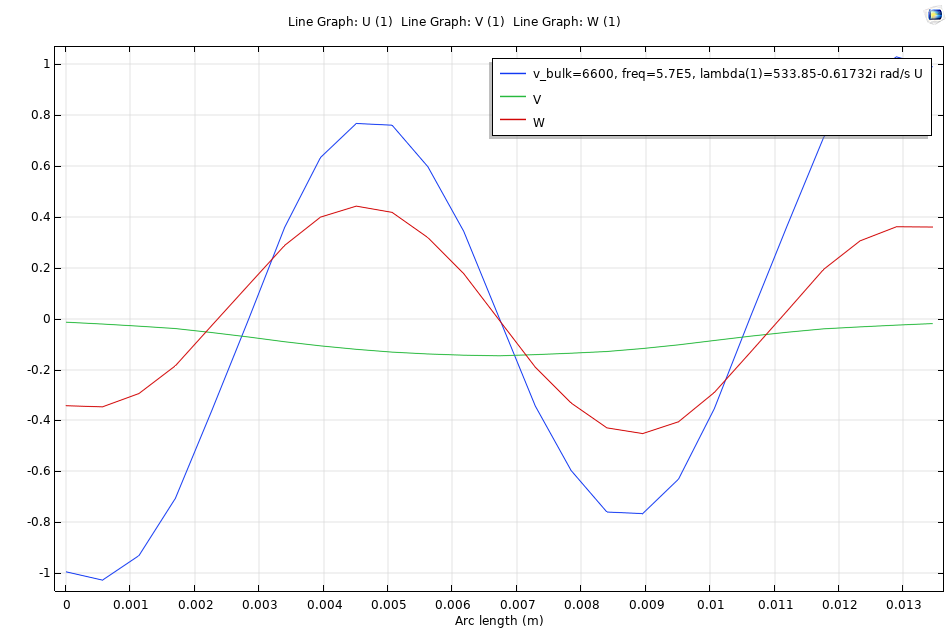 Line Graph: U (1) Line Graph: V (1) Line Graph: W (1)
v_bulk=6600, freq=5.7E5, lambda(1)=533.85-0.61732i rad/s U
V
W
1
0.8
0.6
0.4
0.2
0
-0.2
-0.4
-0.6
-0.8
-1
0 0.001 0.002 0.003 0.004 0.005 0.006 0.007 0.008 0.009 0.01 0.011 0.012 0.013
Arc length (m)